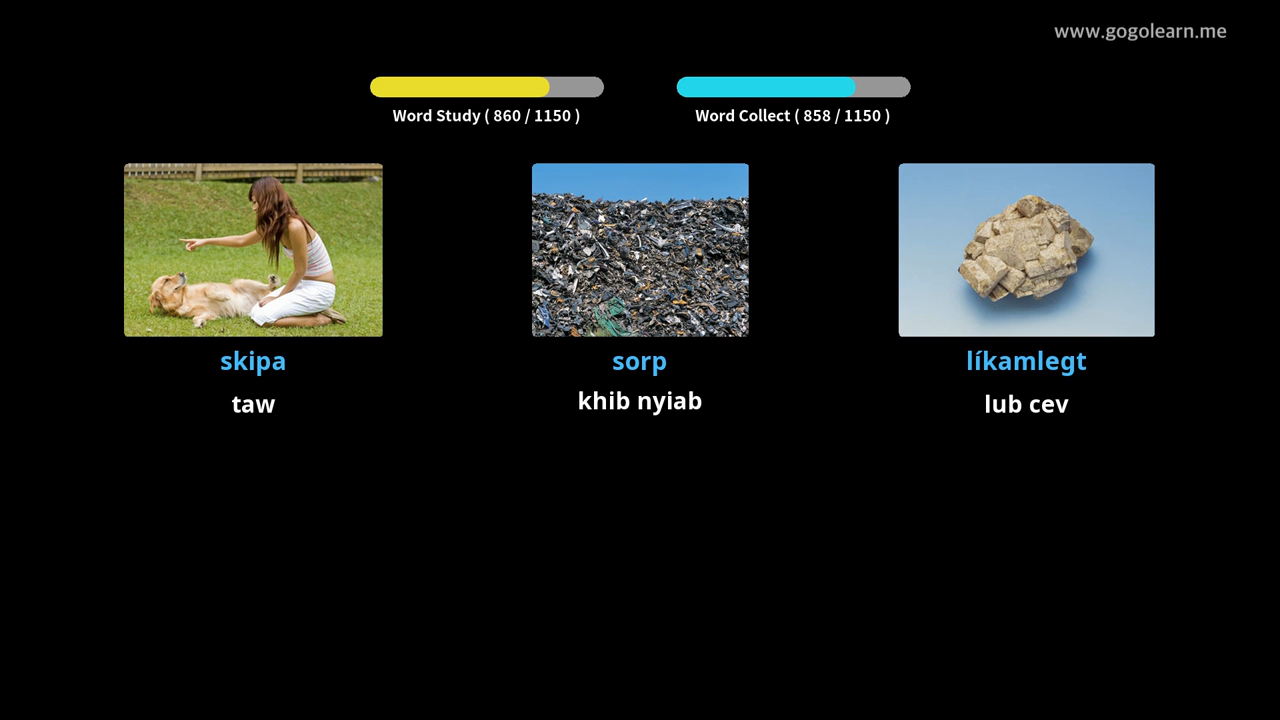 www.gogolearn.me
Word Study ( 860 / 1150 )
Word Collect ( 858 / 1150 )
skipa
taw
sorp
khib nyiab
líkamlegt
lub cev